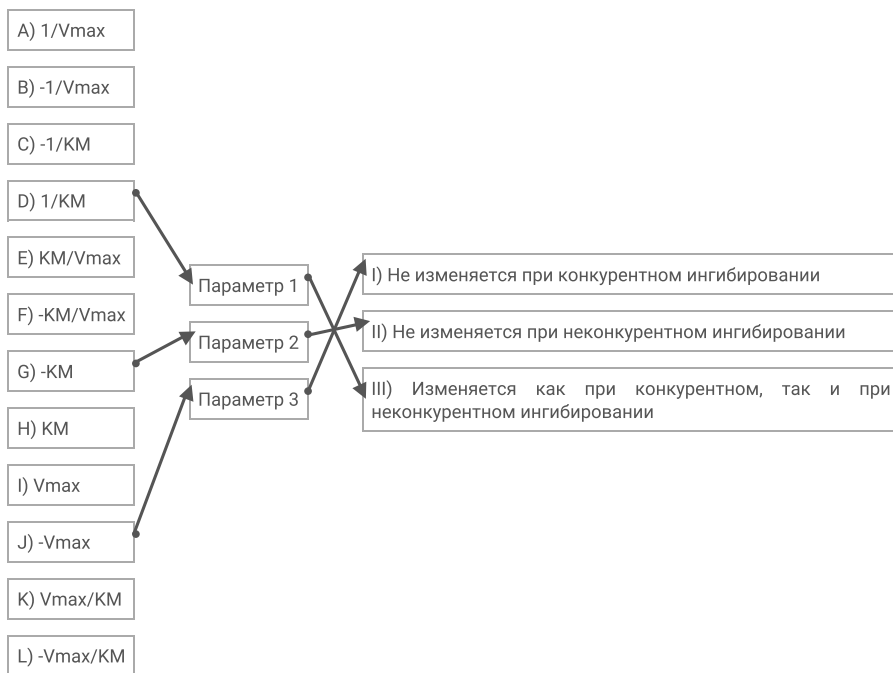 A) 1/Vmax
B) -1/Vmax
C) -1/KM
D) 1/KM
E) KM/Vmax
F) -KM/Vmax
G) -KM
H) KM
I) Vmax
J) -Vmax
K) Vmax/KM
L) -Vmax/KM
Параметр 1
Параметр 2
Параметр 3
I) Не изменяется при конкурентном ингибировании
II) Не изменяется при неконкурентном ингибировании
III) Изменяется как при конкурентном, так и при
неконкурентном ингибировании